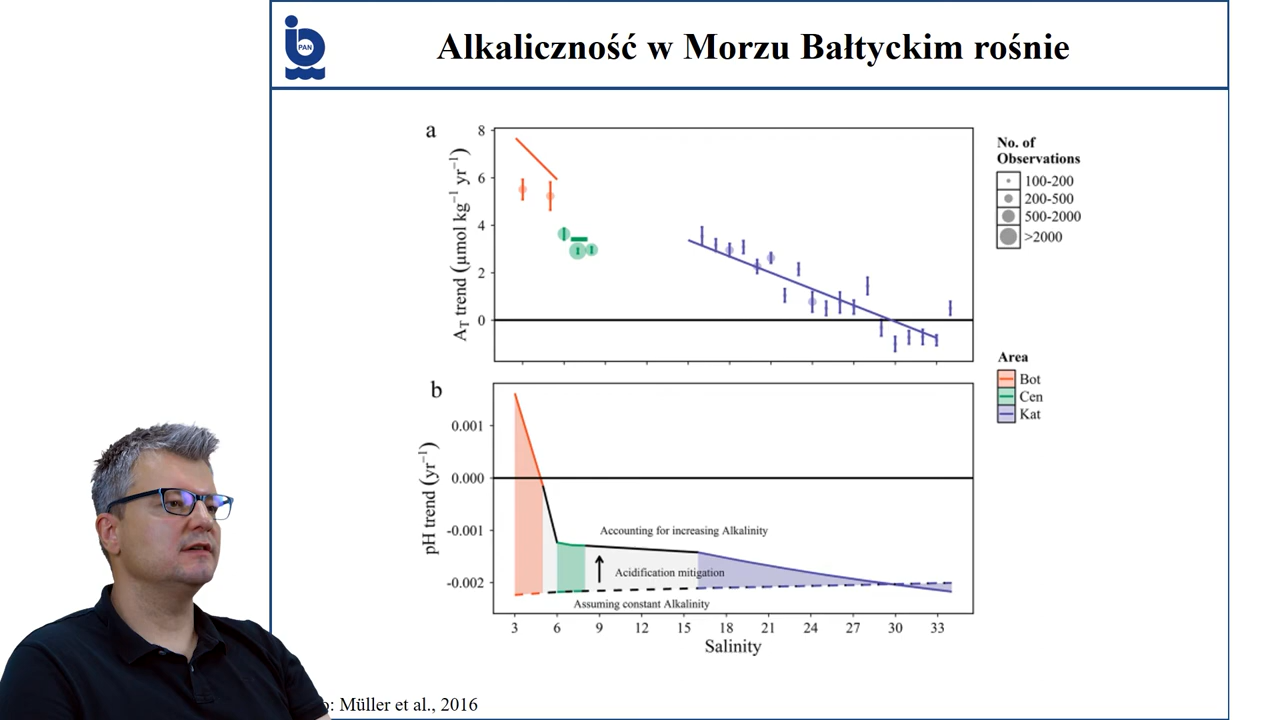 PAN
Alkaliczność w Morzu Bałtyckim rośnie
a
8
6
4
2
0
A_T trend (µmol kg⁻¹ yr⁻¹)
No. of
Observations
100-200
200-500
500-2000
>2000
Area
Bot
Cen
Kat
b
0.001
0.000
-0.001
-0.002
pH trend (yr⁻¹)
Accounting for increasing Alkalinity
Acidification mitigation
Assuming constant Alkalinity
3 6 9 12 15 18 21 24 27 30 33
Salinity
: Müller et al., 2016